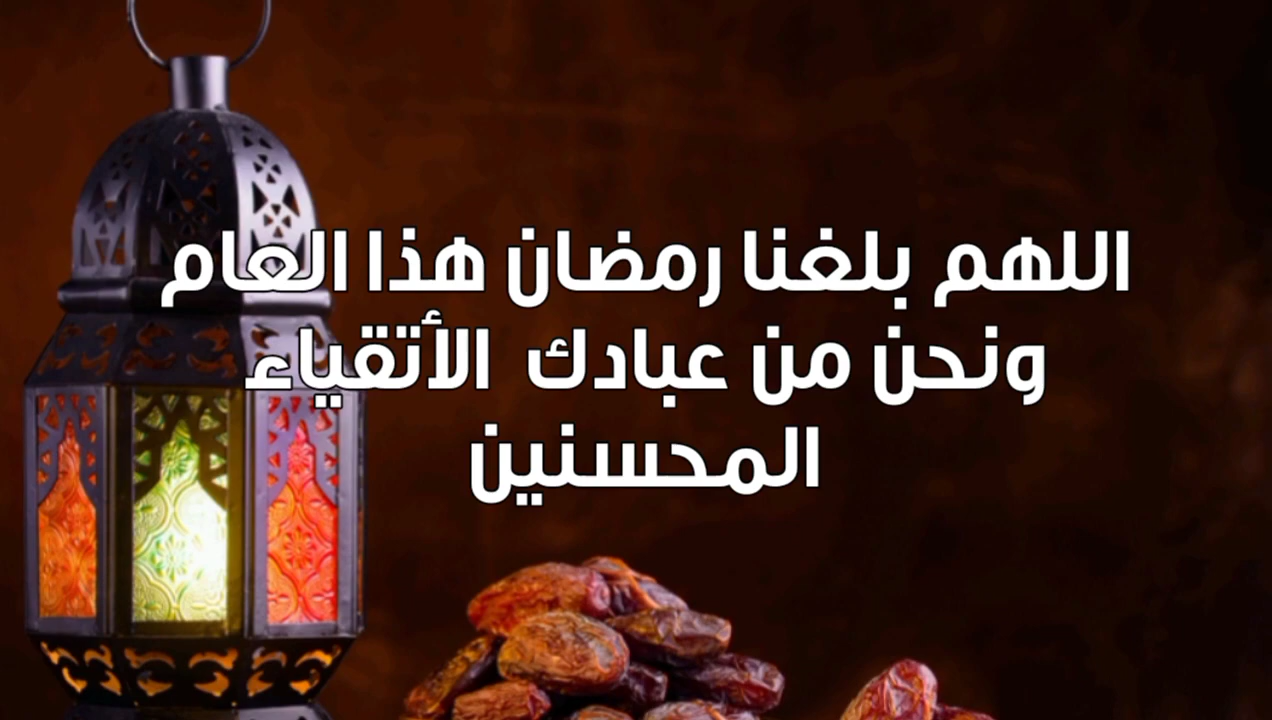 اللهم بلغنا رمضان هذا العام
ونحن من عبادك الأتقياء
المحسنين